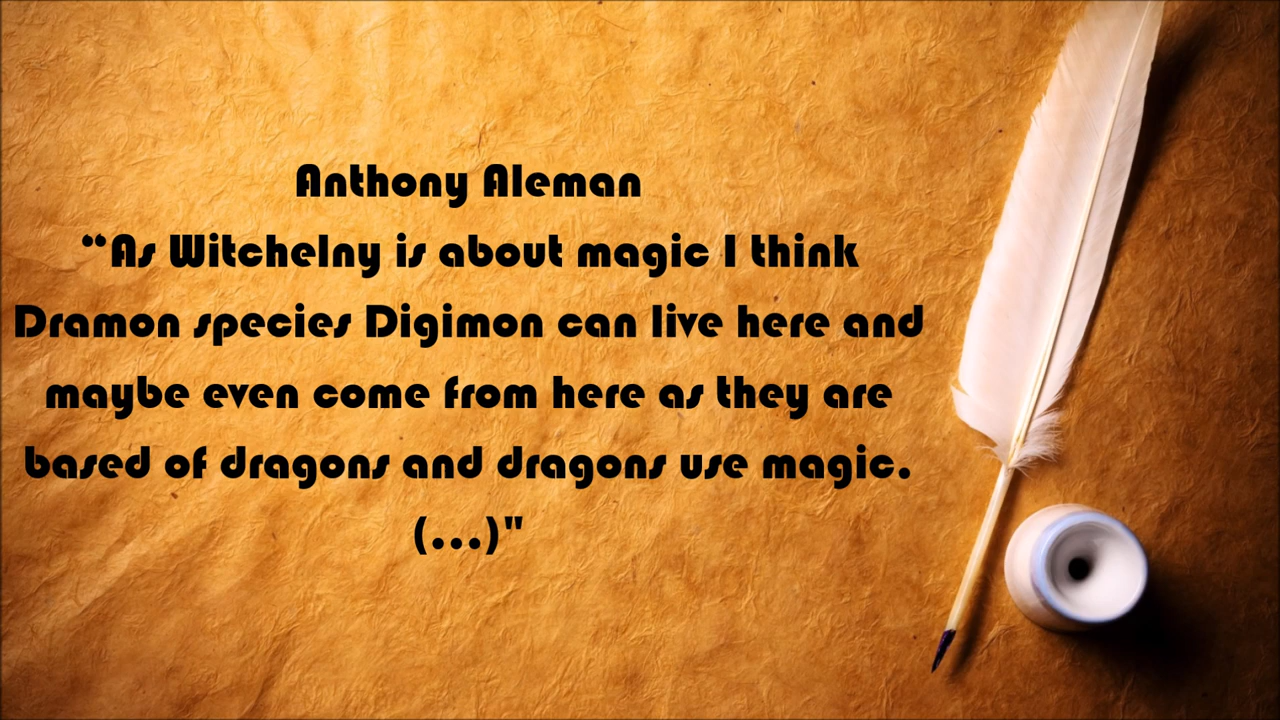 Anthony Aleman
“As Witchelny is about magic I think
Dramon species Digimon can live here and
maybe even come from here as they are
based of dragons and dragons use magic.
(...)"